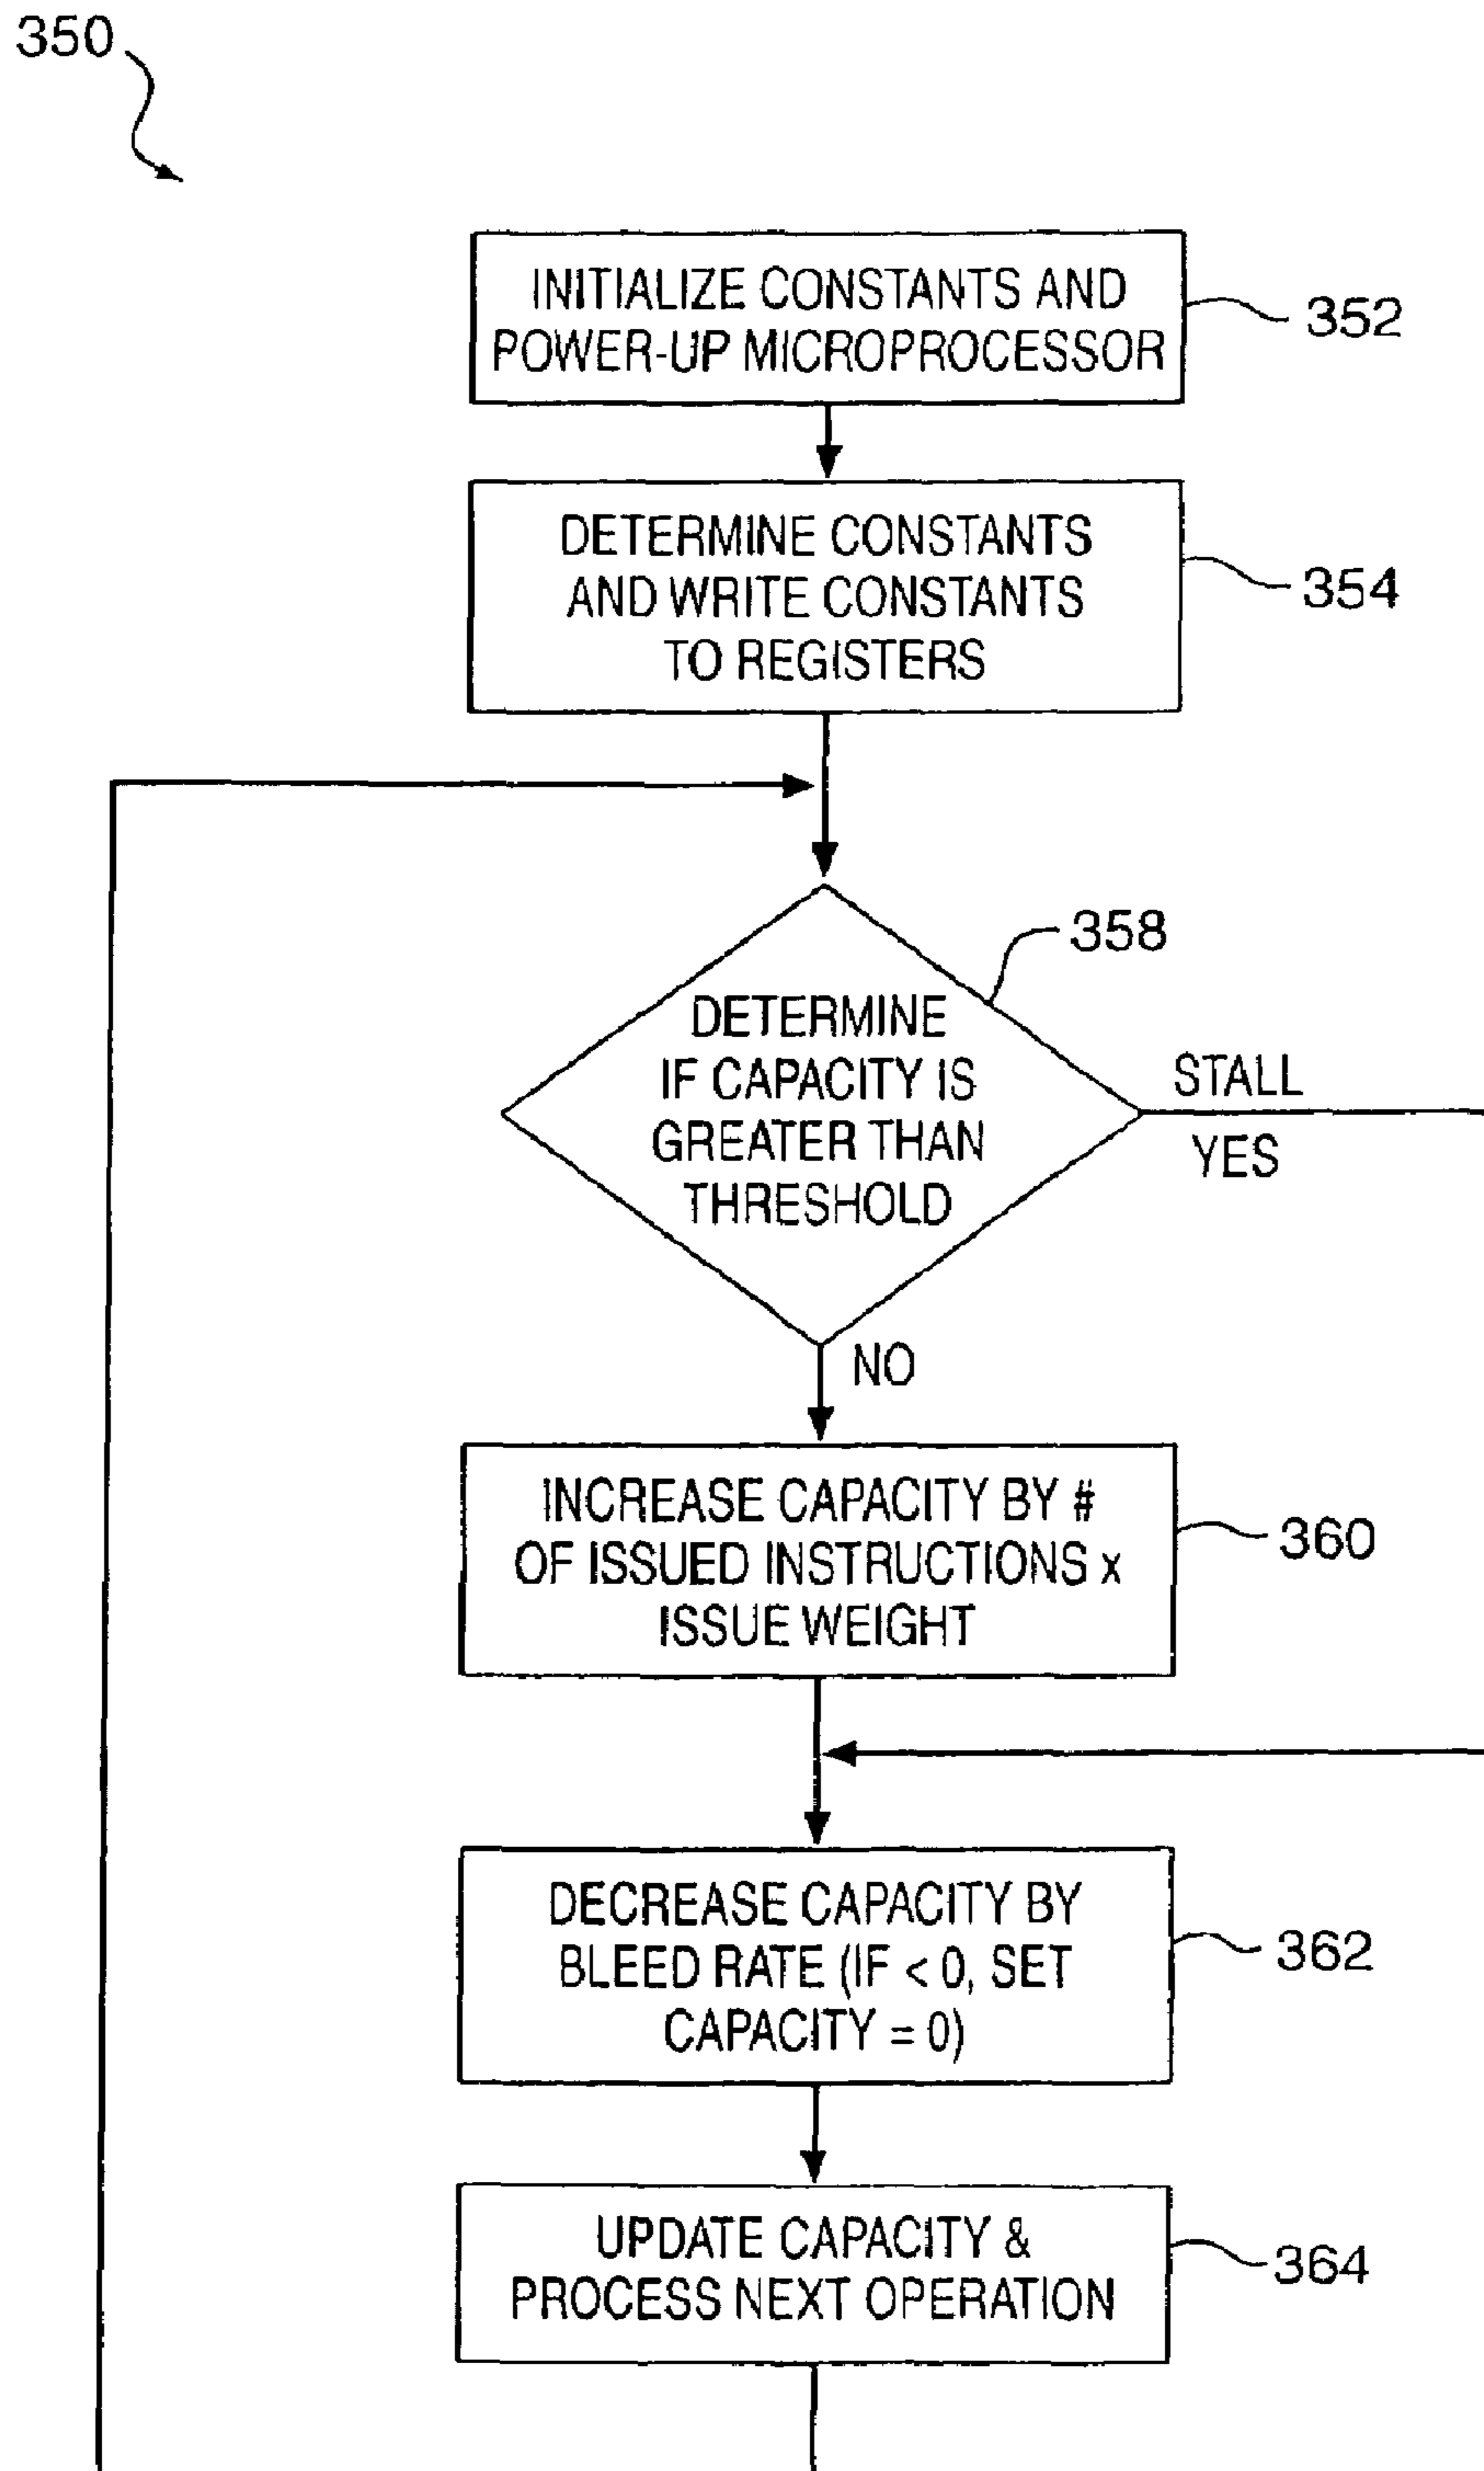 350
INITIALIZE CONSTANTS AND
POWER-UP MICROPROCESSOR
352
DETERMINE CONSTANTS
AND WRITE CONSTANTS
TO REGISTERS
354
358
DETERMINE
IF CAPACITY IS
GREATER THAN
THRESHOLD
STALL
YES
NO
INCREASE CAPACITY BY #
OF ISSUED INSTRUCTIONS x
ISSUE WEIGHT
360
DECREASE CAPACITY BY
BLEED RATE (IF < 0, SET
CAPACITY = 0)
362
UPDATE CAPACITY &
PROCESS NEXT OPERATION
364